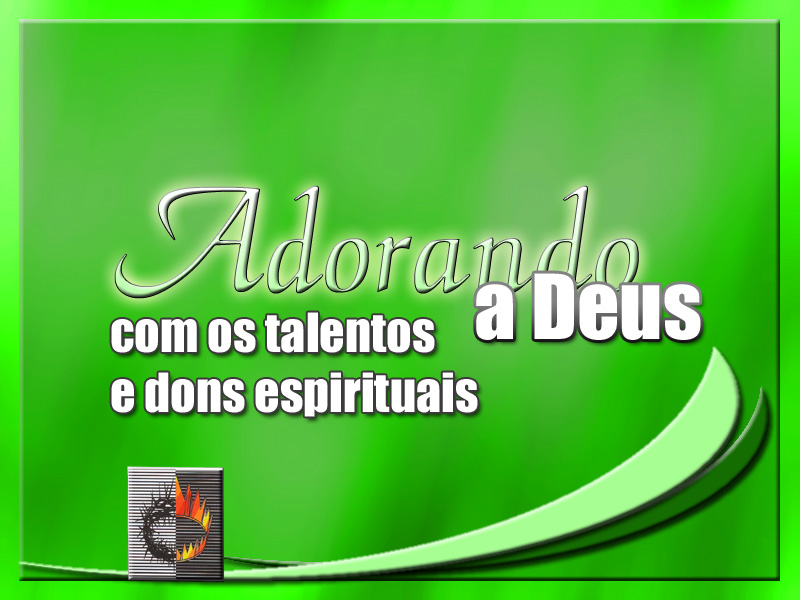 Adorando
a Deus
com os talentos
e dons espirituais